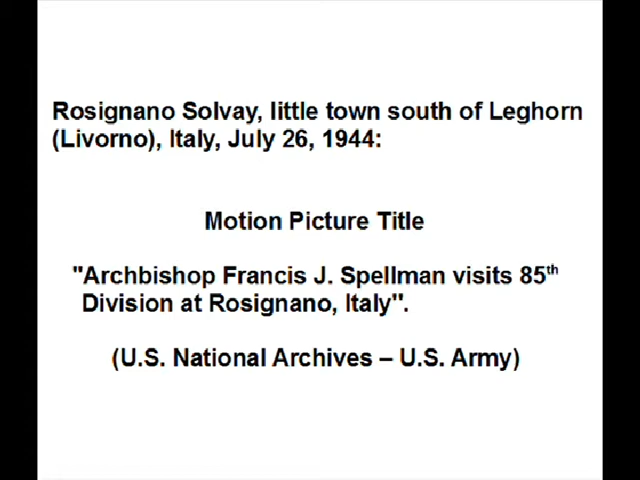 Rosignano Solvay, little town south of Leghorn
(Livorno), Italy, July 26, 1944:
Motion Picture Title
"Archbishop Francis J. Spellman visits 85th
Division at Rosignano, Italy".
(U.S. National Archives – U.S. Army)